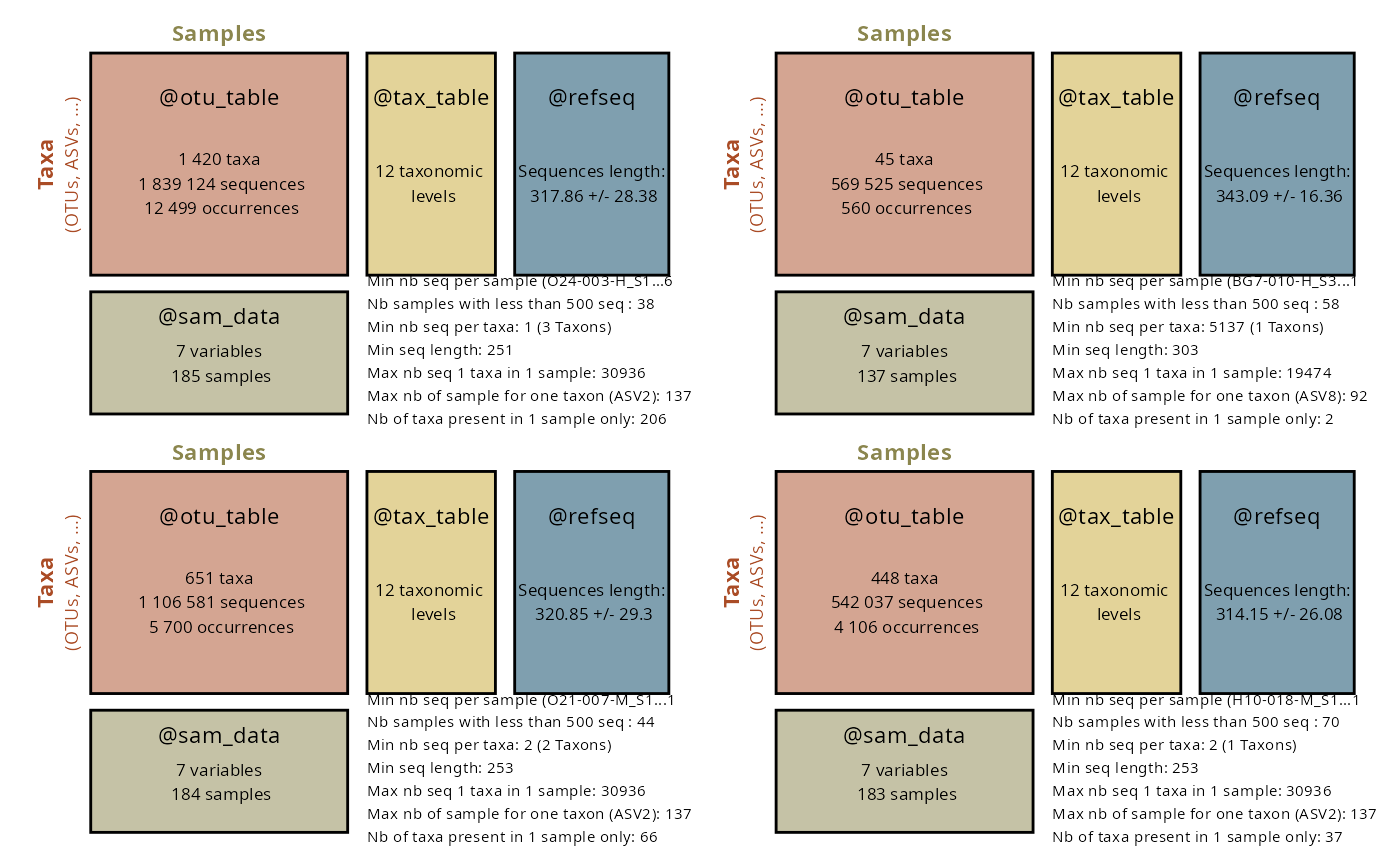 Samples
Taxa
(OTUs, ASVs, ...)
@otu_table
1 420 taxa
1 839 124 sequences
12 499 occurrences
@tax_table
12 taxonomic
levels
@refseq
Sequences length:
317.86 +/- 28.38
@sam_data
7 variables
185 samples
Min nb seq per sample (O24-003-H_S1...6
Nb samples with less than 500 seq : 38
Min nb seq per taxa: 1 (3 Taxons)
Min seq length: 251
Max nb seq 1 taxa in 1 sample: 30936
Max nb of sample for one taxon (ASV2): 137
Nb of taxa present in 1 sample only: 206
Samples
Taxa
(OTUs, ASVs, ...)
@otu_table
45 taxa
569 525 sequences
560 occurrences
@tax_table
12 taxonomic
levels
@refseq
Sequences length:
343.09 +/- 16.36
@sam_data
7 variables
137 samples
Min nb seq per sample (BG7-010-H_S3...1
Nb samples with less than 500 seq : 58
Min nb seq per taxa: 5137 (1 Taxons)
Min seq length: 303
Max nb seq 1 taxa in 1 sample: 19474
Max nb of sample for one taxon (ASV8): 92
Nb of taxa present in 1 sample only: 2
Samples
Taxa
(OTUs, ASVs, ...)
@otu_table
651 taxa
1 106 581 sequences
5 700 occurrences
@tax_table
12 taxonomic
levels
@refseq
Sequences length:
320.85 +/- 29.3
@sam_data
7 variables
184 samples
Min nb seq per sample (O21-007-M_S1...1
Nb samples with less than 500 seq : 44
Min nb seq per taxa: 2 (2 Taxons)
Min seq length: 253
Max nb seq 1 taxa in 1 sample: 30936
Max nb of sample for one taxon (ASV2): 137
Nb of taxa present in 1 sample only: 66
Samples
Taxa
(OTUs, ASVs, ...)
@otu_table
448 taxa
542 037 sequences
4 106 occurrences
@tax_table
12 taxonomic
levels
@refseq
Sequences length:
314.15 +/- 26.08
@sam_data
7 variables
183 samples
Min nb seq per sample (H10-018-M_S1...1
Nb samples with less than 500 seq : 70
Min nb seq per taxa: 2 (1 Taxons)
Min seq length: 253
Max nb seq 1 taxa in 1 sample: 30936
Max nb of sample for one taxon (ASV2): 137
Nb of taxa present in 1 sample only: 37